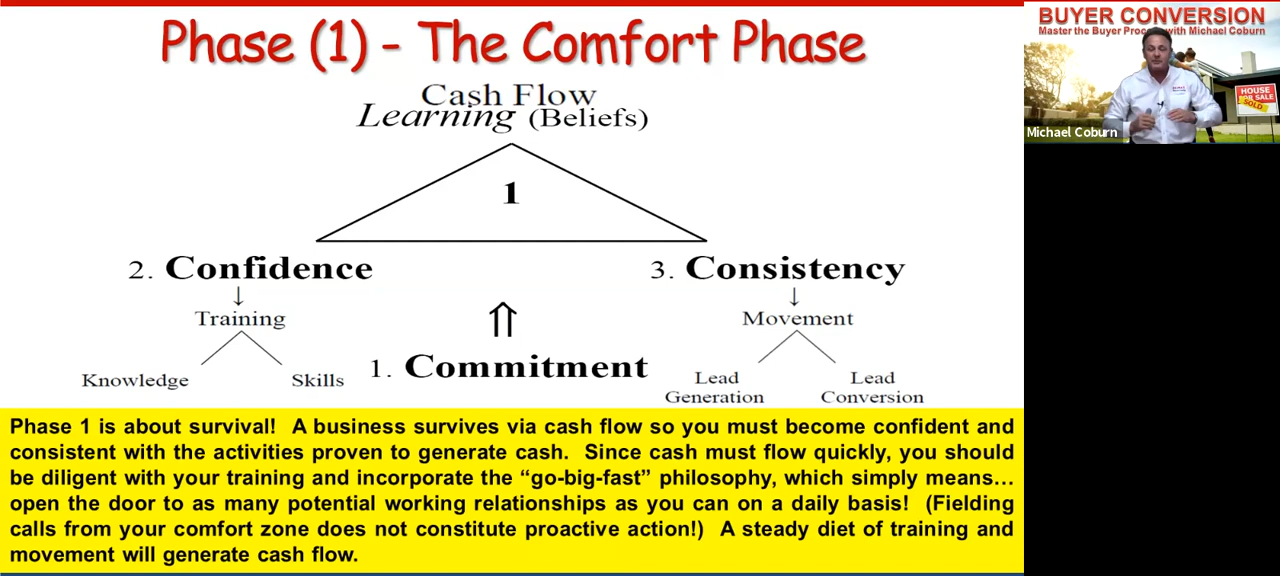 Phase (1) - The Comfort Phase
Cash Flow
Learning (Beliefs)
1
2. Confidence
Training
Knowledge Skills
1. Commitment
3. Consistency
Movement
Lead Generation
Lead Conversion
Phase 1 is about survival! A business survives via cash flow so you must become confident and
consistent with the activities proven to generate cash. Since cash must flow quickly, you should
be diligent with your training and incorporate the “go-big-fast” philosophy, which simply means…
open the door to as many potential working relationships as you can on a daily basis! (Fielding
calls from your comfort zone does not constitute proactive action!) A steady diet of training and
movement will generate cash flow.
BUYER CONVERSION
Master the Buyer Process with Michael Coburn
HOUSE
FOR SALE
SOLD
Michael Coburn